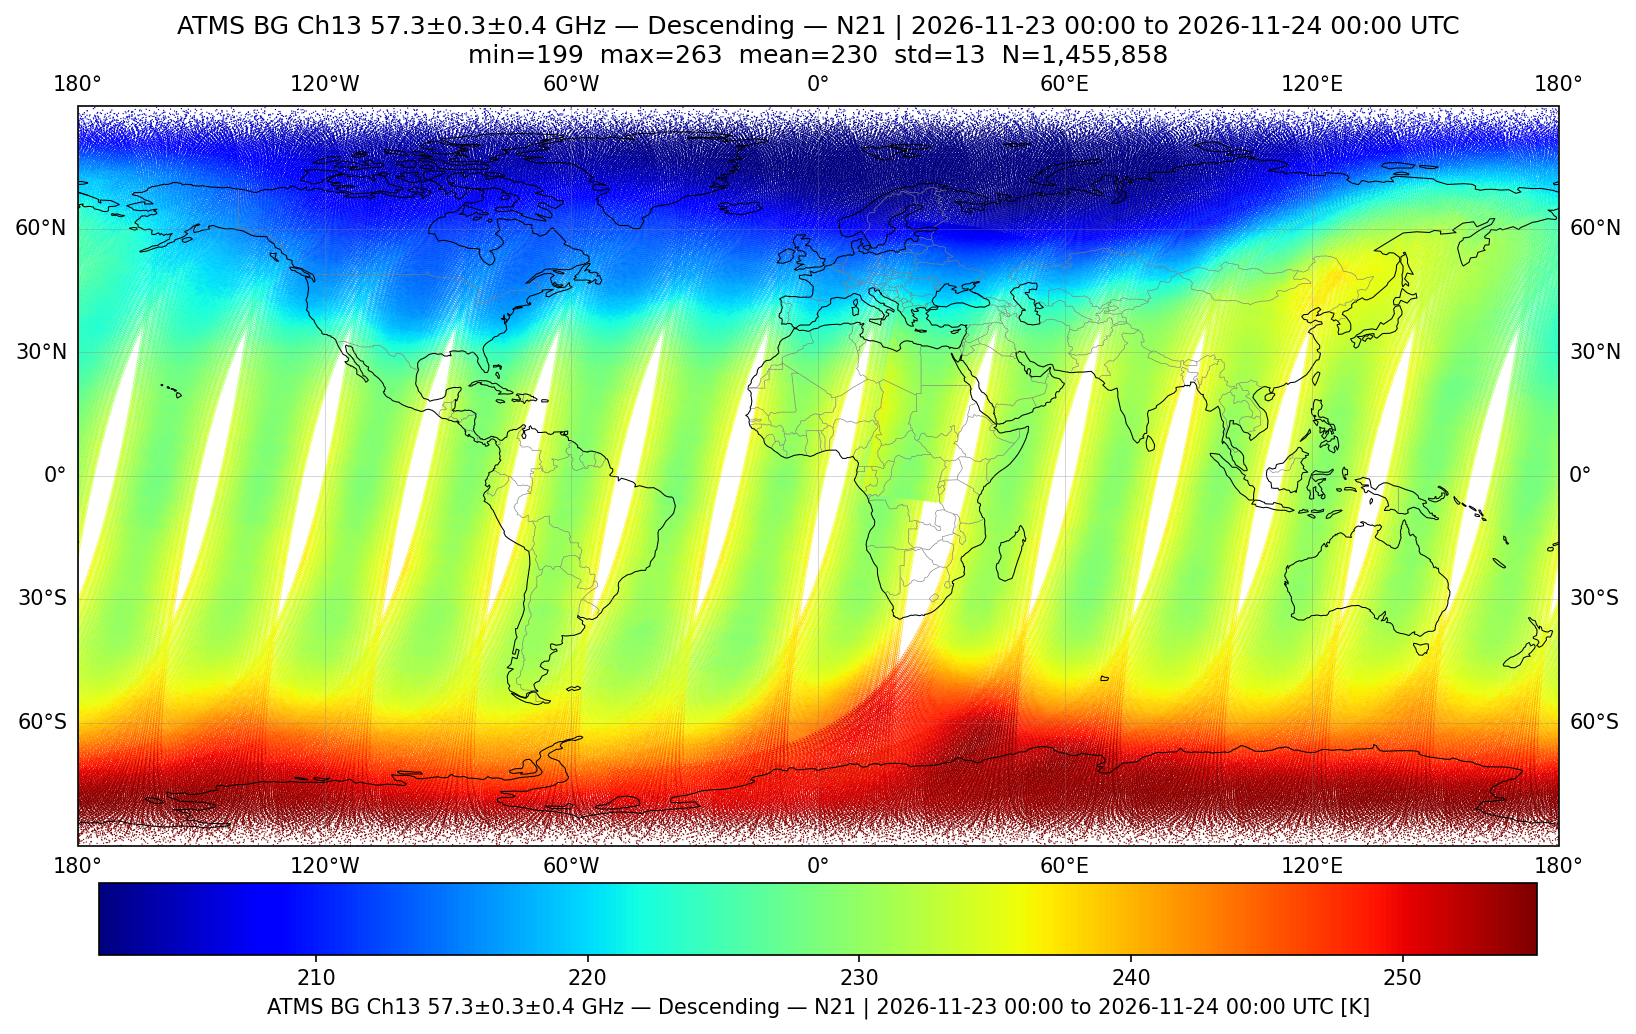 ATMS BG Ch13 57.3±0.3±0.4 GHz — Descending — N21 | 2026-11-23 00:00 to 2026-11-24 00:00 UTC
min=199 max=263 mean=230 std=13 N=1,455,858
180° 120°W 60°W 0° 60°E 120°E 180°
60°N 60°N
30°N 30°N
0° 0°
30°S 30°S
60°S 60°S
180° 120°W 60°W 0° 60°E 120°E 180°
210 220 230 240 250
ATMS BG Ch13 57.3±0.3±0.4 GHz — Descending — N21 | 2026-11-23 00:00 to 2026-11-24 00:00 UTC [K]